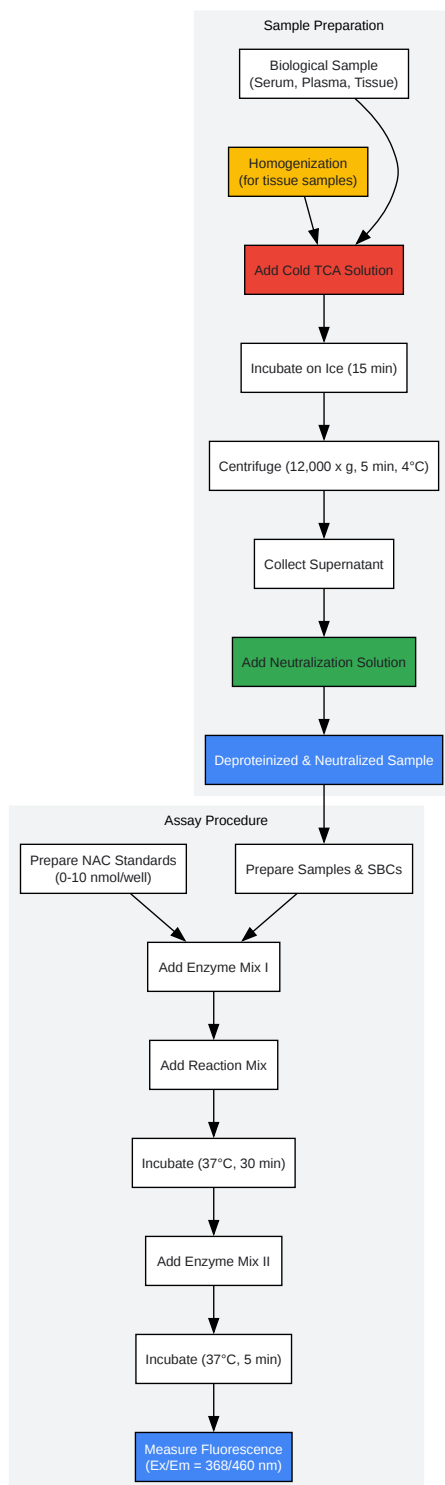 Sample Preparation
Biological Sample
(Serum, Plasma, Tissue)
Homogenization
(for tissue samples)
Add Cold TCA Solution
Incubate on Ice (15 min)
Centrifuge (12,000 x g, 5 min, 4°C)
Collect Supernatant
Add Neutralization Solution
Deproteinized & Neutralized Sample
Assay Procedure
Prepare NAC Standards
(0-10 nmol/well)
Prepare Samples & SBCs
Add Enzyme Mix I
Add Reaction Mix
Incubate (37°C, 30 min)
Add Enzyme Mix II
Incubate (37°C, 5 min)
Measure Fluorescence
(Ex/Em = 368/460 nm)